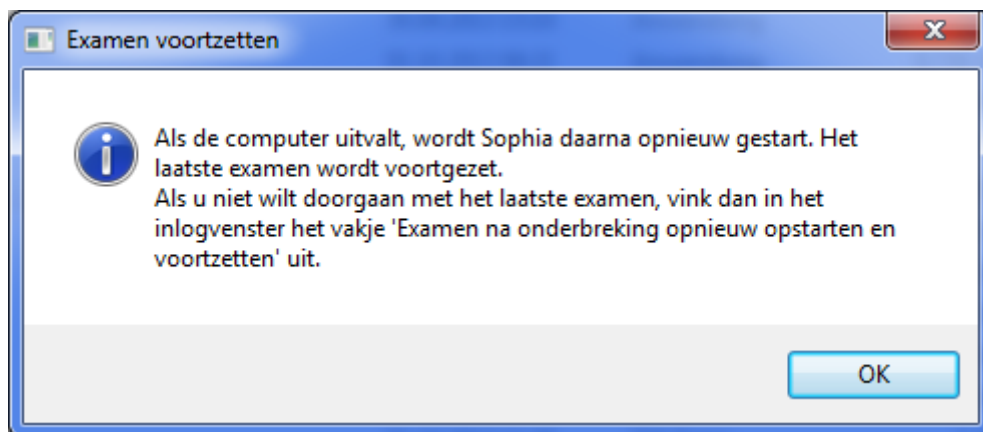 Examen voortzetten
Als de computer uitvalt, wordt Sophia daarna opnieuw gestart. Het
laatste examen wordt voortgezet.
Als u niet wilt doorgaan met het laatste examen, vink dan in het
inlogvenster het vakje 'Examen na onderbreking opnieuw opstarten en
voortzetten' uit.
OK